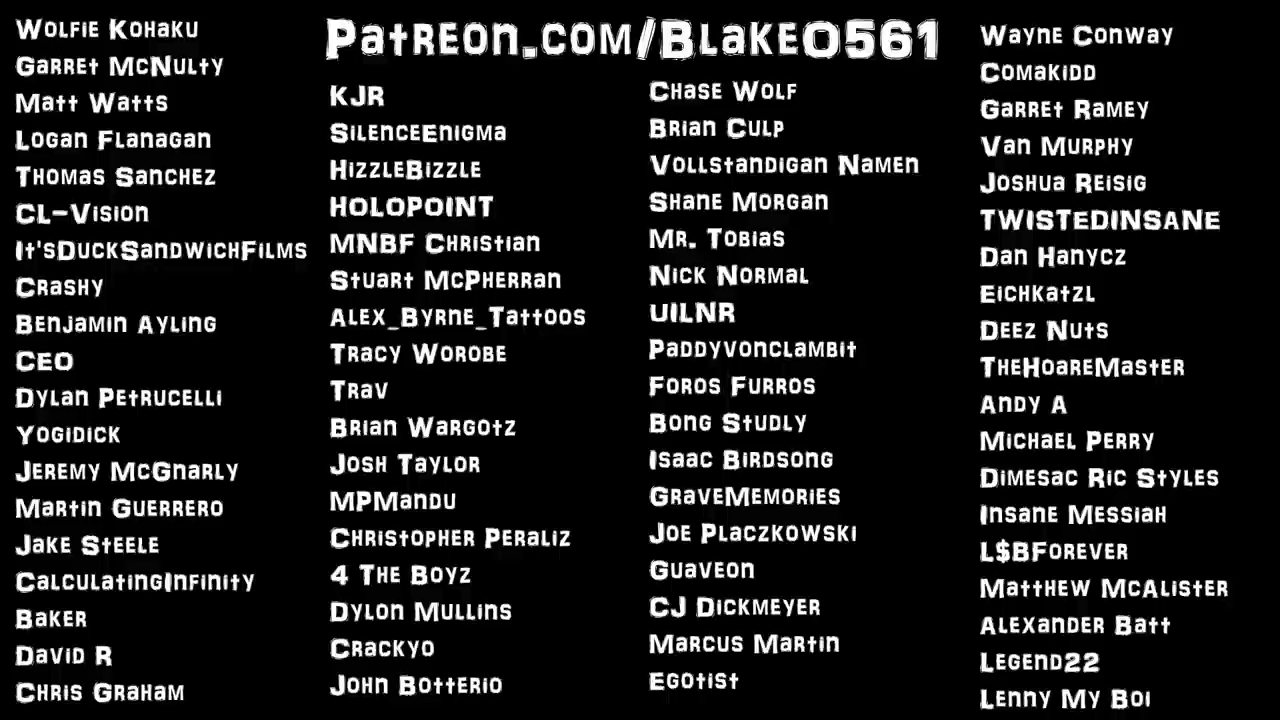 Patreon.com/Blake0561
Wolfie Kohaku
Garret McNulty
Matt Watts
Logan Flanagan
Thomas Sanchez
CL-Vision
It'sDuckSandwichFilms
Crashy
Benjamin Ayling
CEO
Dylan Petrucelli
Yogidick
Jeremy McGnarly
Martin Guerrero
Jake Steele
CalculatingInfinity
Baker
David R
Chris Graham
KJR
SilenceEnigma
HizzleBizzle
HOLOPOINT
MNBF Christian
Stuart McPherran
Alex_Byrne_Tattoos
Tracy Worobe
Trav
Brian Wargotz
Josh Taylor
MPMandu
Christopher Peraliz
4 The Boyz
Dylon Mullins
Crackyo
John Botterio
Chase Wolf
Brian Culp
Vollstandigan Namen
Shane Morgan
Mr. Tobias
Nick Normal
UILNR
Paddyvonclambit
Foros Furros
Bong Studly
Isaac Birdsong
GraveMemories
Joe Placzkowski
Guaveon
CJ Dickmeyer
Marcus Martin
Egotist
Wayne Conway
Comakidd
Garret Ramey
Van Murphy
Joshua Reisig
TWISTEDINSANE
Dan Hanycz
Eichkatzl
Deez Nuts
TheHoareMaster
Andy A
Michael Perry
Dimesac Ric Styles
Insane Messiah
L$BForever
Matthew McAlister
Alexander Batt
Legend22
Lenny My Boi